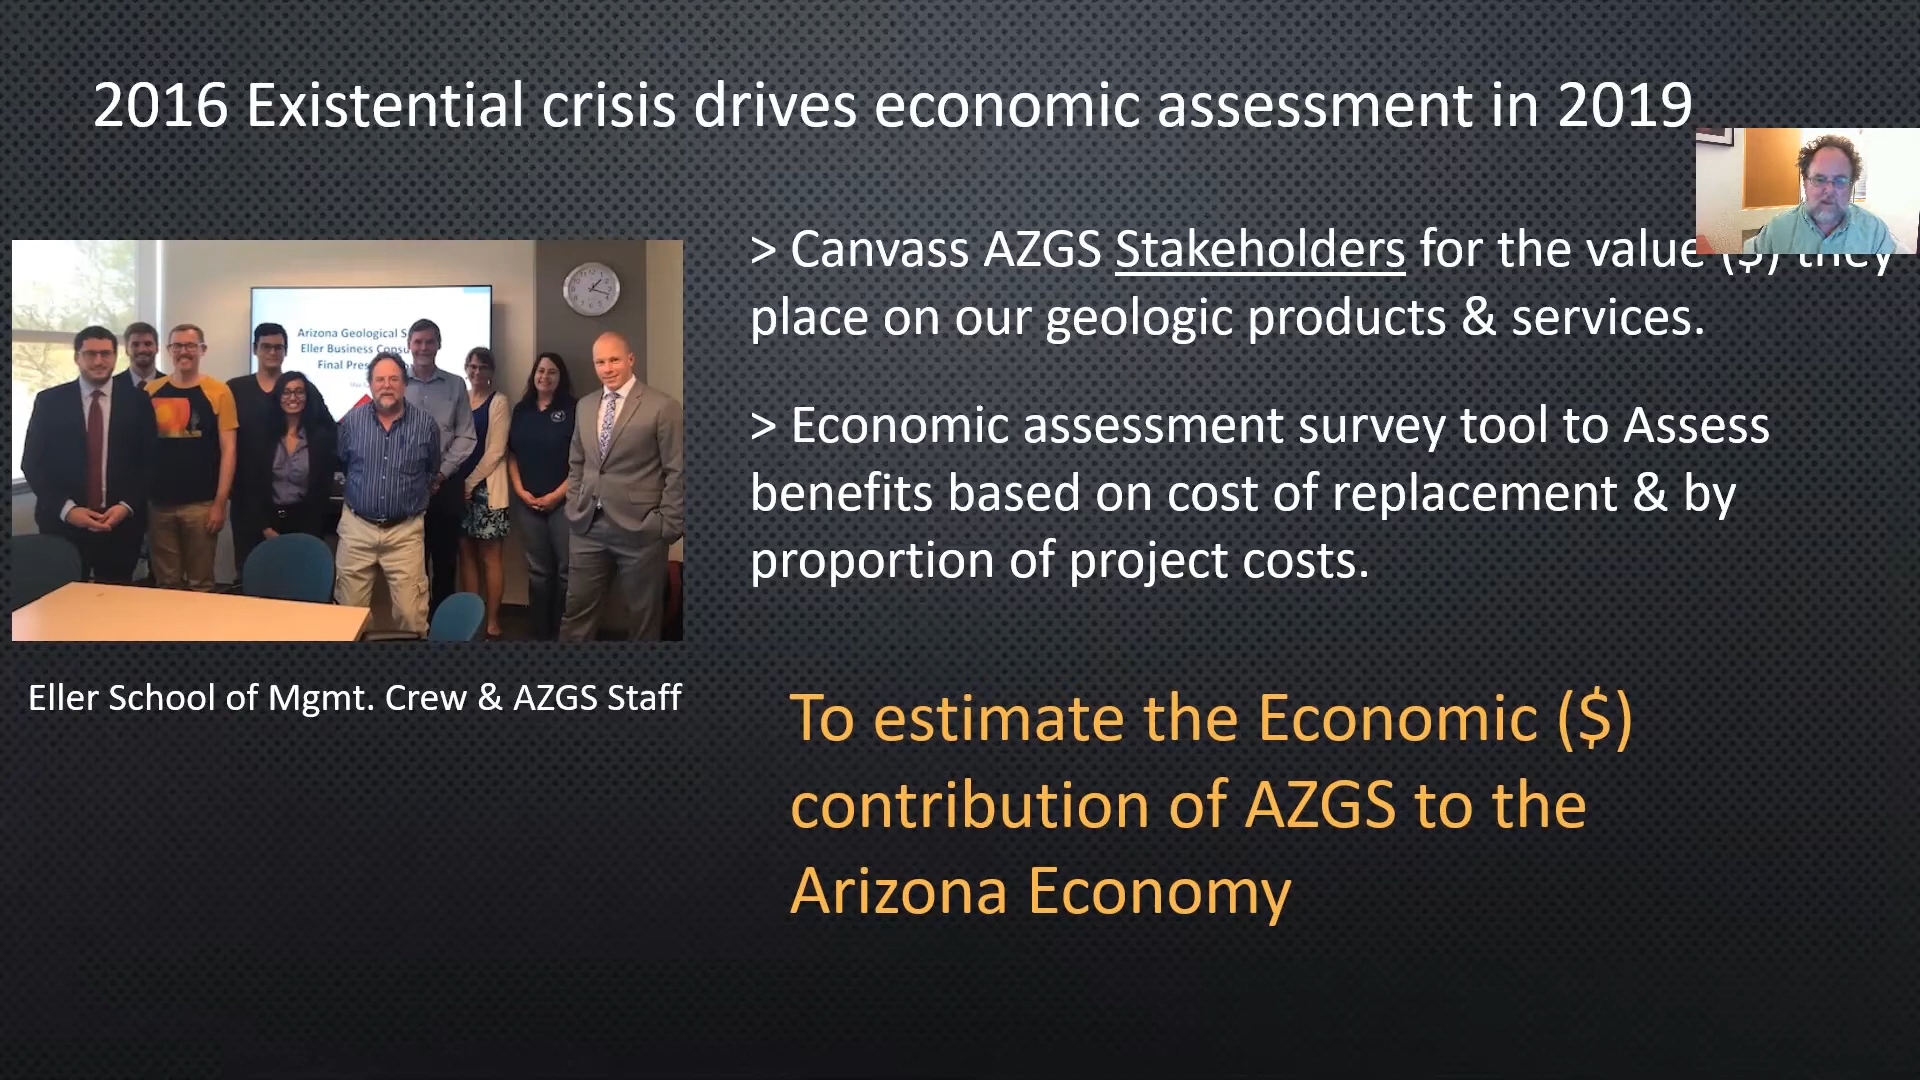 2016 Existential crisis drives economic assessment in 2019
> Canvass AZGS Stakeholders for the value ($) they
place on our geologic products & services.
> Economic assessment survey tool to Assess
benefits based on cost of replacement & by
proportion of project costs.
Arizona Geological S
Eller Business Consu
Final Pres
Eller School of Mgmt. Crew & AZGS Staff
To estimate the Economic ($)
contribution of AZGS to the
Arizona Economy